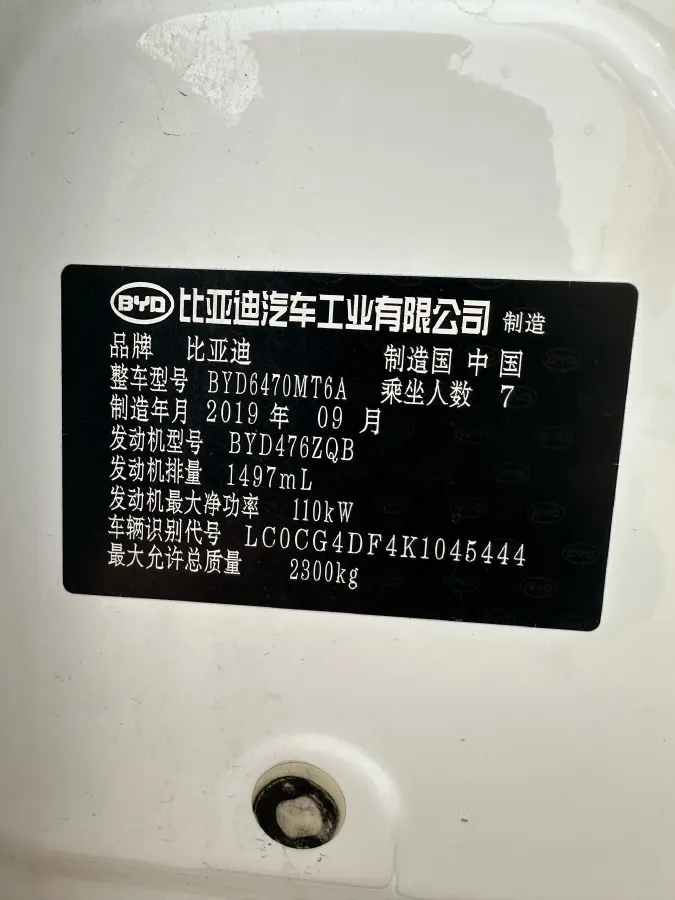 BYD 比亚迪汽车工业有限公司 制造
品牌 比亚迪 制造国 中国
整车型号 BYD6470MT6A 乘坐人数 7
制造年月 2019 年 09 月
发动机型号 BYD476ZQB
发动机排量 1497mL
发动机最大净功率 110kW
车辆识别代号 LC0CG4DF4K1045444
最大允许总质量 2300kg